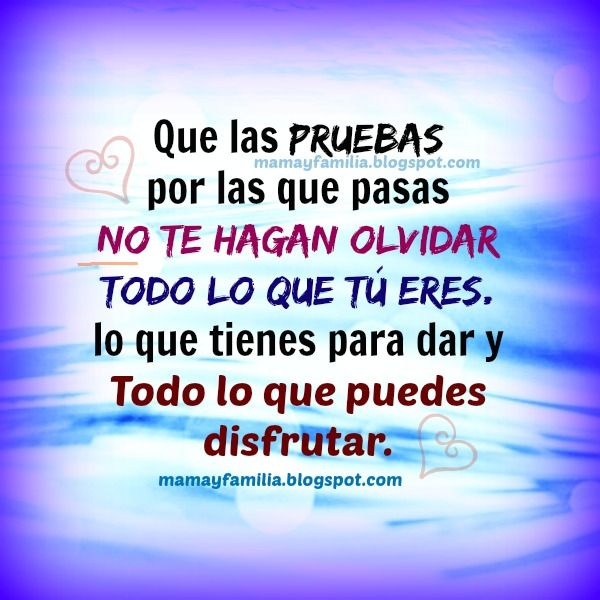 Que las PRUEBAS
mamayfamilia.blogspot.com
por las que pasas
NO TE HAGAN OLVIDAR
TODO LO QUE TÚ ERES,
lo que tienes para dar y
Todo lo que puedes
disfrutar.
mamayfamilia.blogspot.com